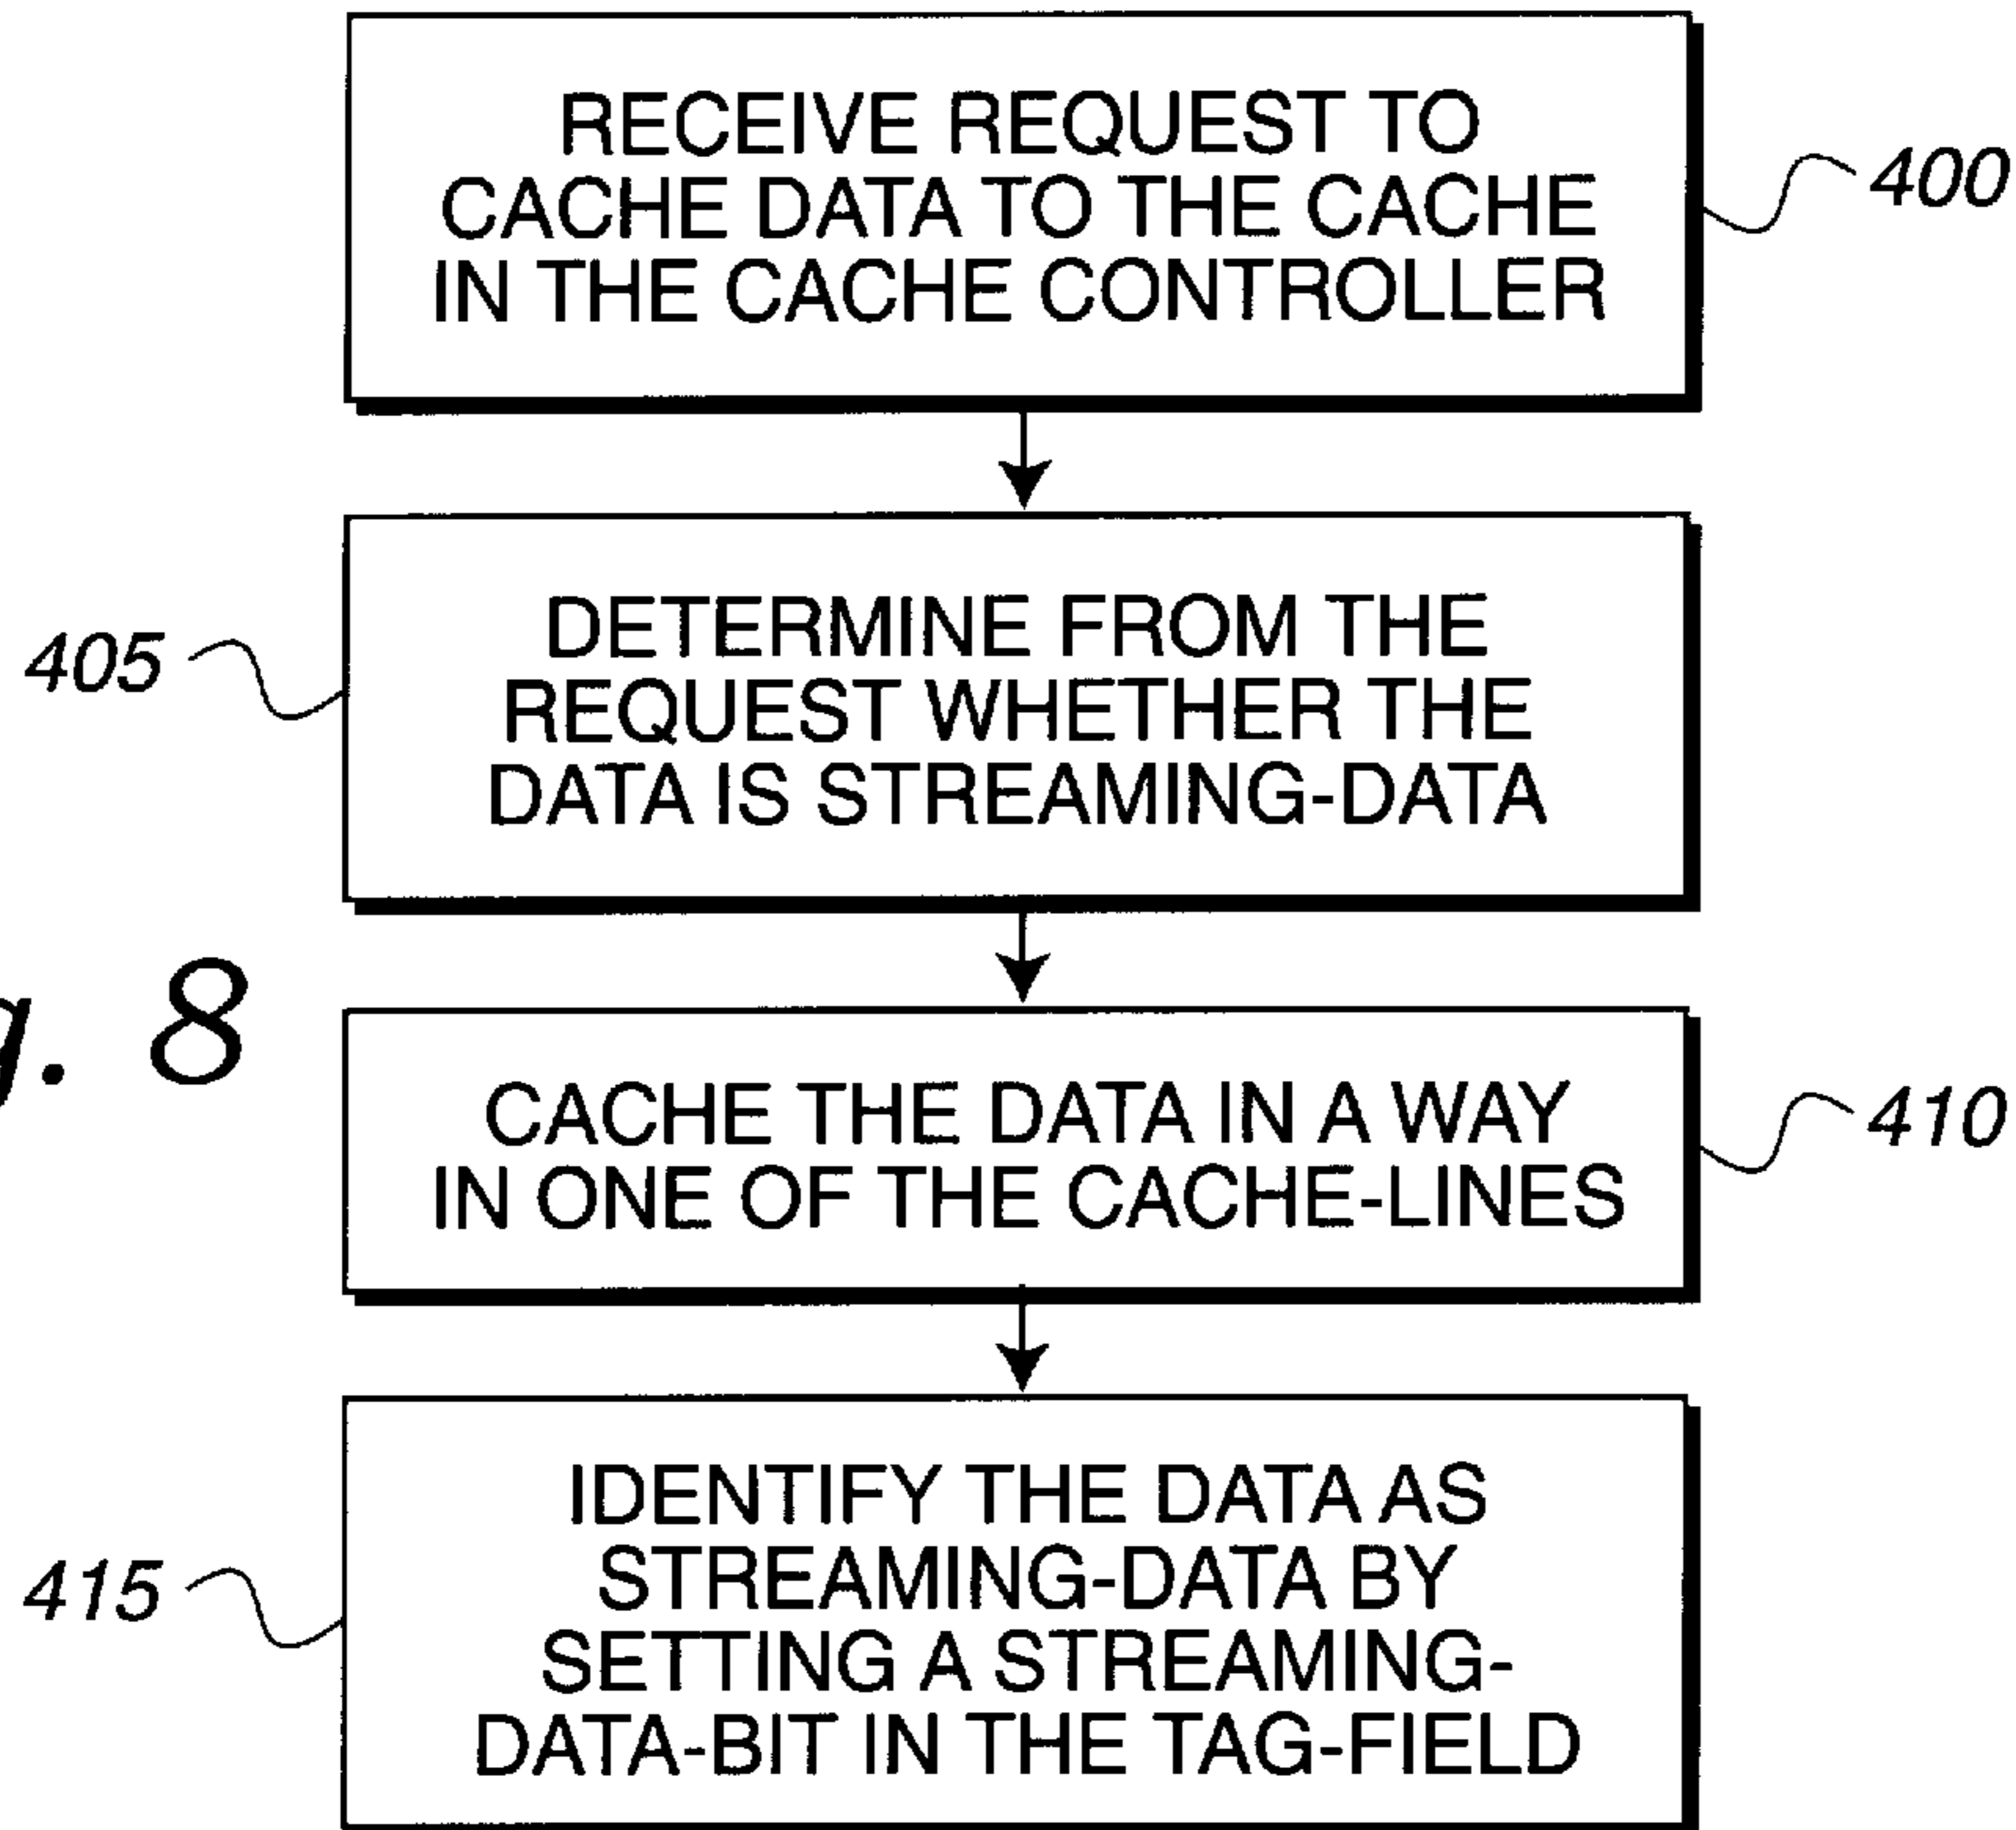 RECEIVE REQUEST TO
CACHE DATA TO THE CACHE
IN THE CACHE CONTROLLER
400
DETERMINE FROM THE
REQUEST WHETHER THE
DATA IS STREAMING-DATA
405
8
CACHE THE DATA IN A WAY
IN ONE OF THE CACHE-LINES
410
IDENTIFY THE DATA AS
STREAMING-DATA BY
SETTING A STREAMING-
DATA-BIT IN THE TAG-FIELD
415